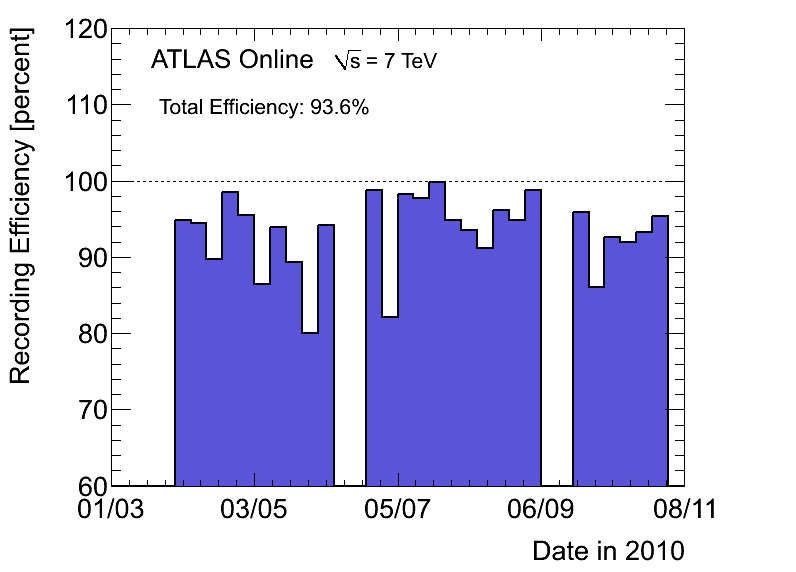 ATLAS Online √s = 7 TeV
Total Efficiency: 93.6%
Recording Efficiency [percent]
120
110
100
90
80
70
60
01/03 03/05 05/07 06/09 08/11
Date in 2010